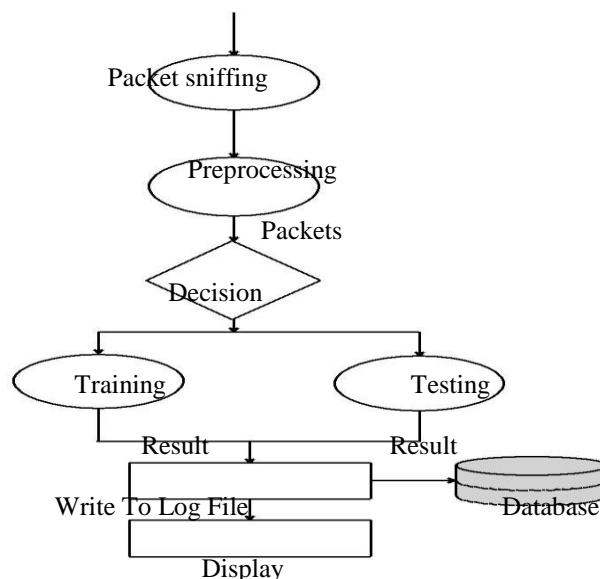 Packet sniffing
Preprocessing
Packets
Decision
Training
Testing
Result
Result
Write To Log File
Database
Display